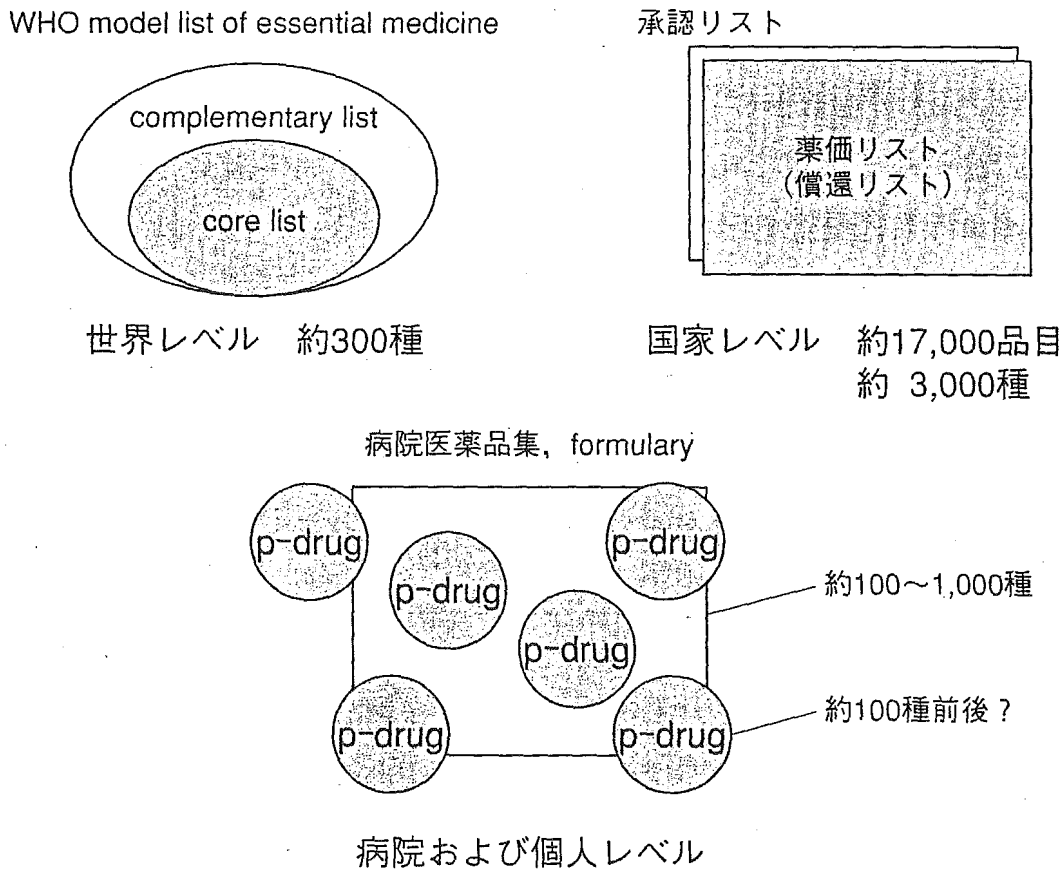 WHO model list of essential medicine
complementary list
core list
世界レベル 約300種
承認リスト
薬価リスト
(償還リスト)
国家レベル 約17,000品目
約 3,000種
病院医薬品集, formulary
p-drug
p-drug
p-drug
p-drug
p-drug
p-drug
約100～1,000種
約100種前後?
病院および個人レベル